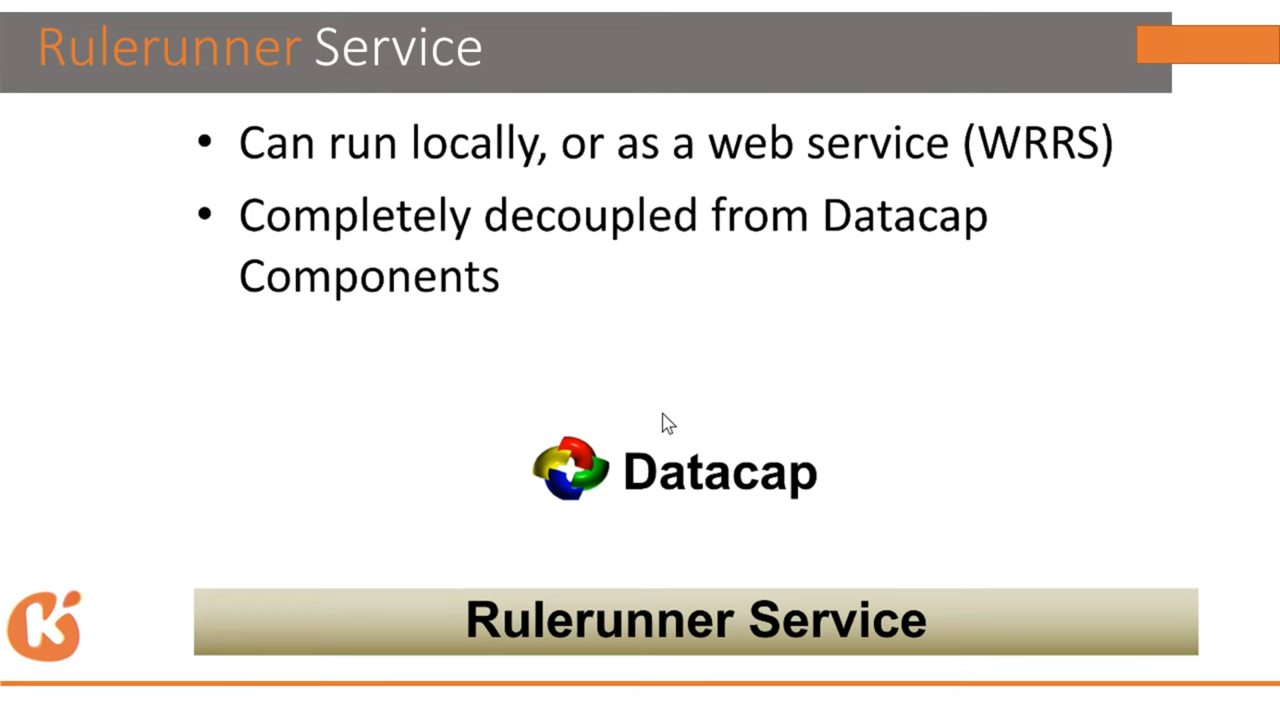 Rulerunner Service
• Can run locally, or as a web service (WRRS)
• Completely decoupled from Datacap
Components
Datacap
K
Rulerunner Service